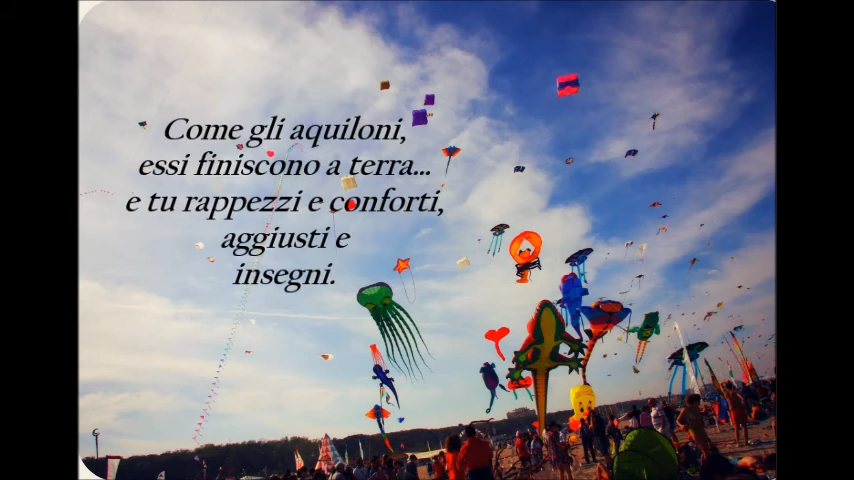 Come gli aquiloni,
essi finiscono a terra...
e tu rappezzi e conforti,
aggiusti e
insegni.